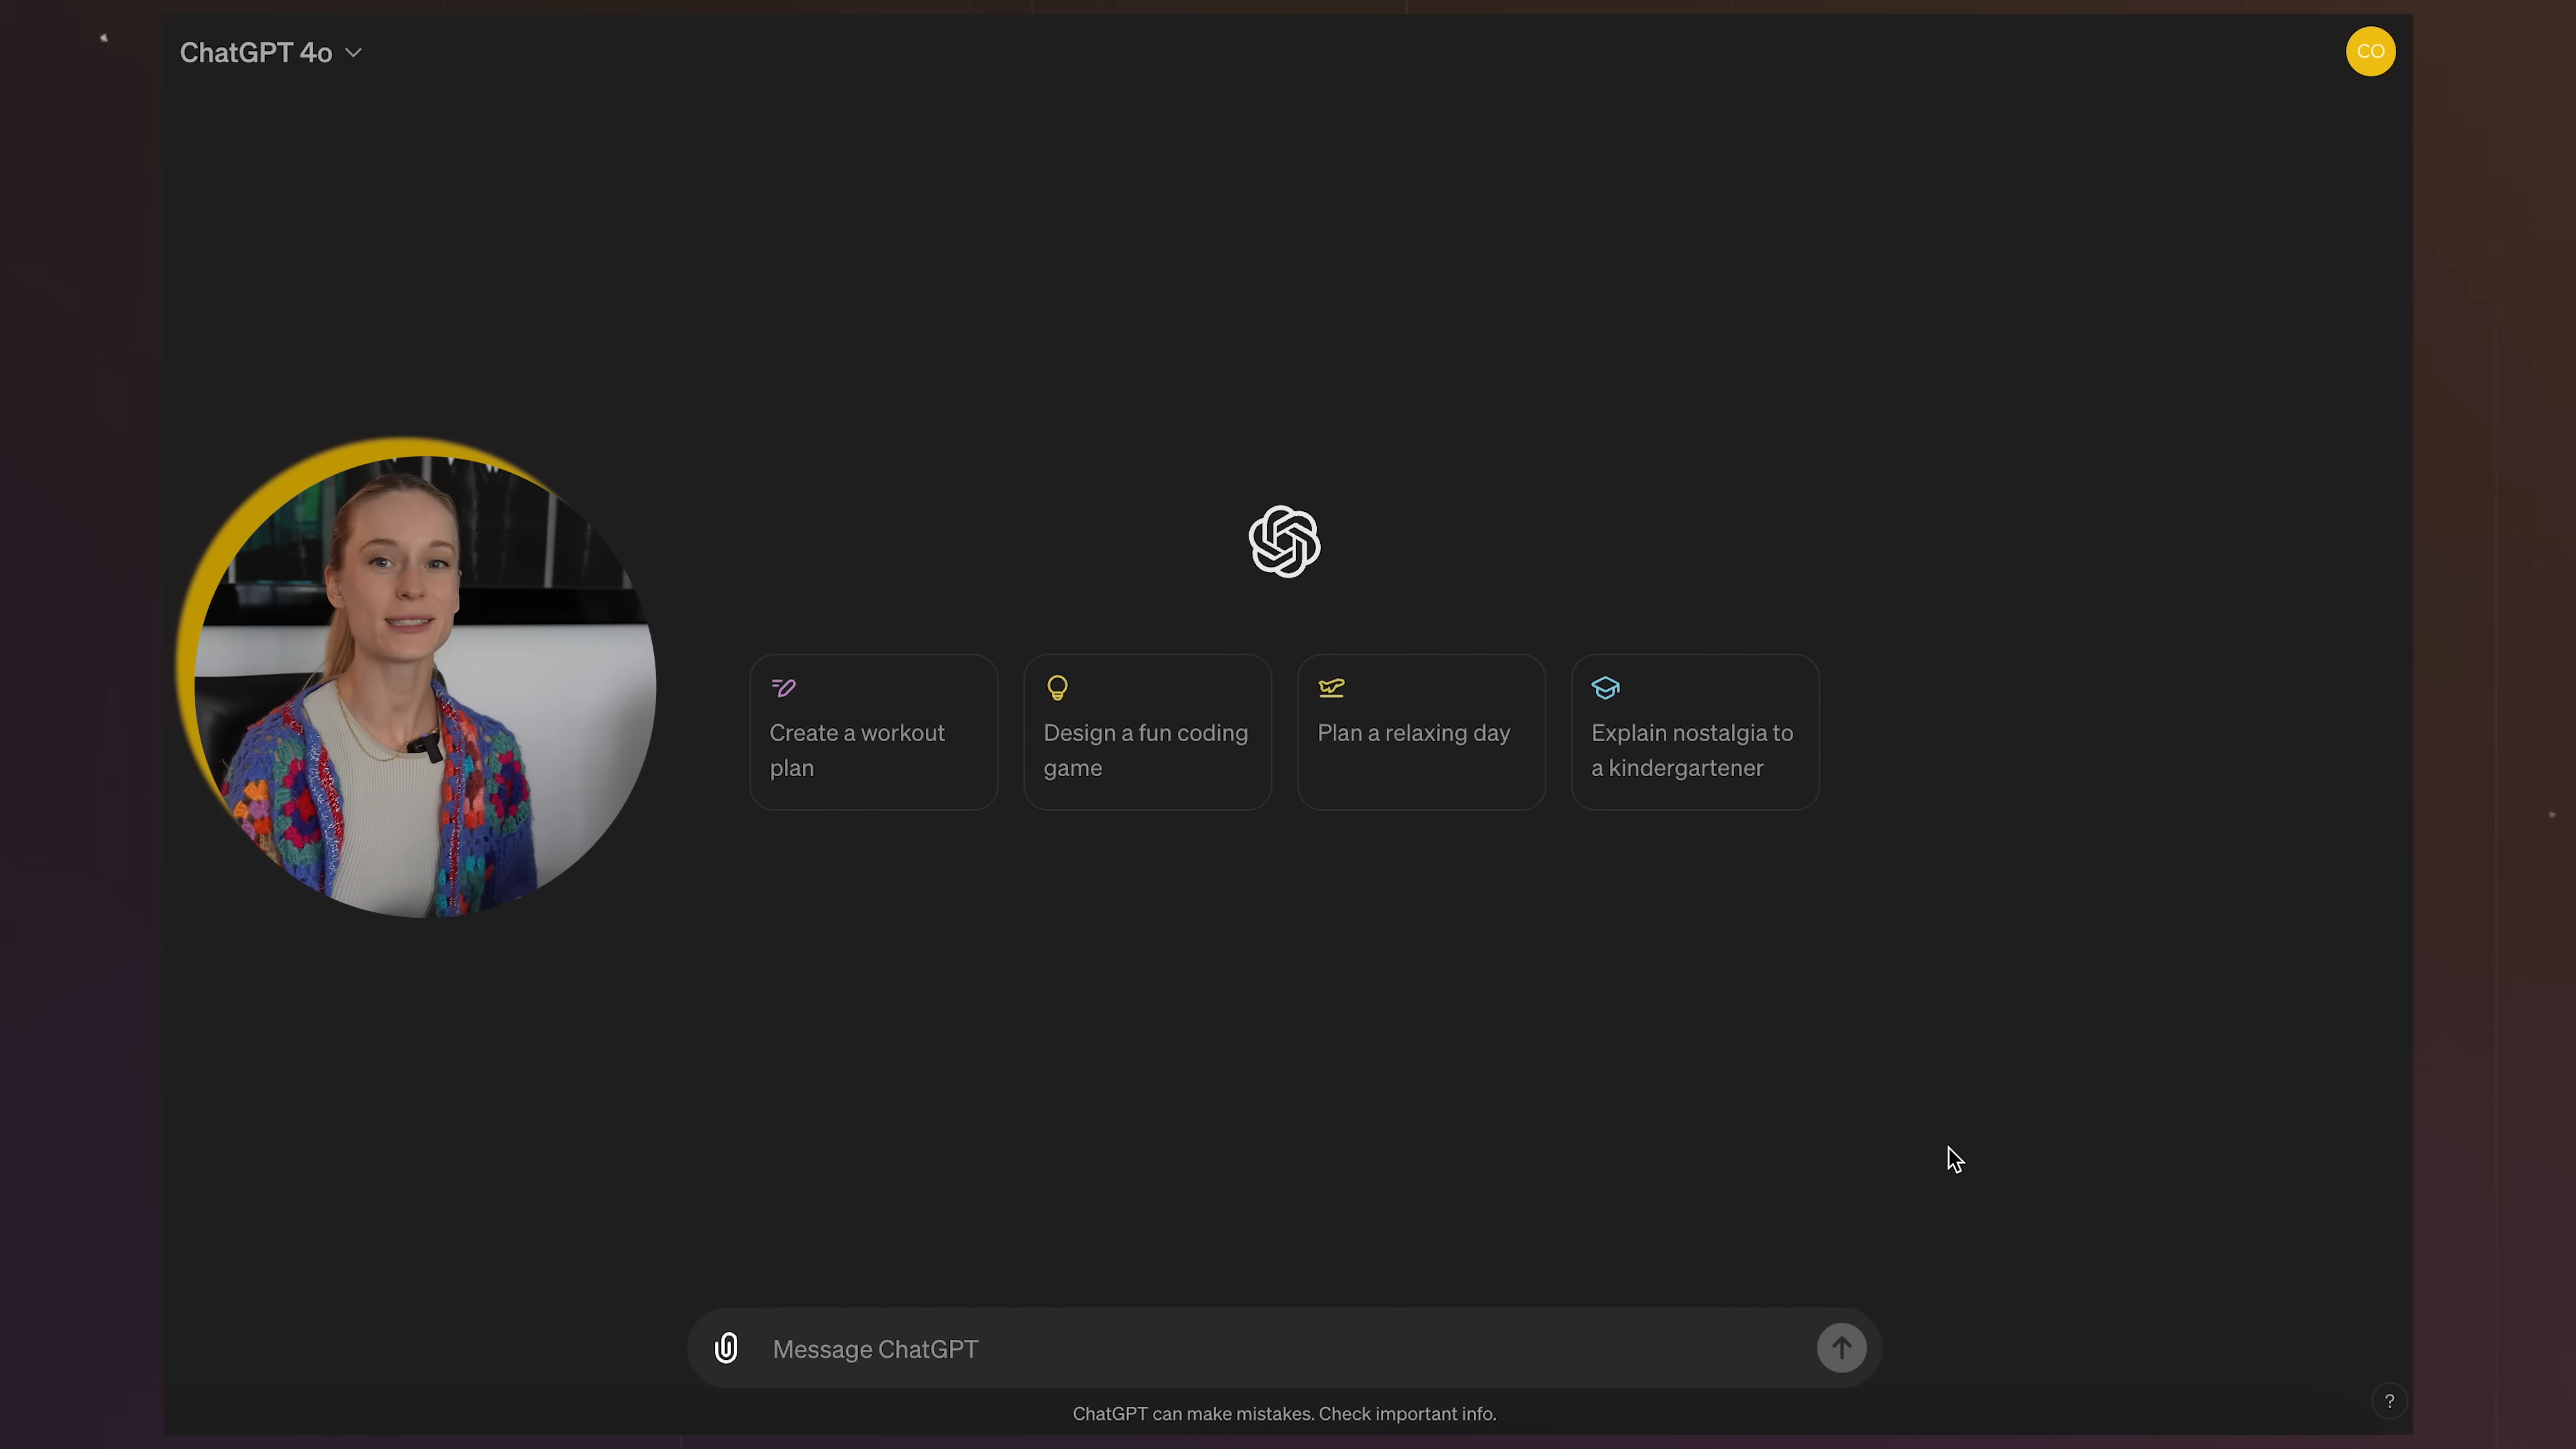 ChatGPT 4o
CO
Create a workout
plan
Design a fun coding
game
Plan a relaxing day
Explain nostalgia to
a kindergartener
Message ChatGPT
ChatGPT can make mistakes. Check important info.
?